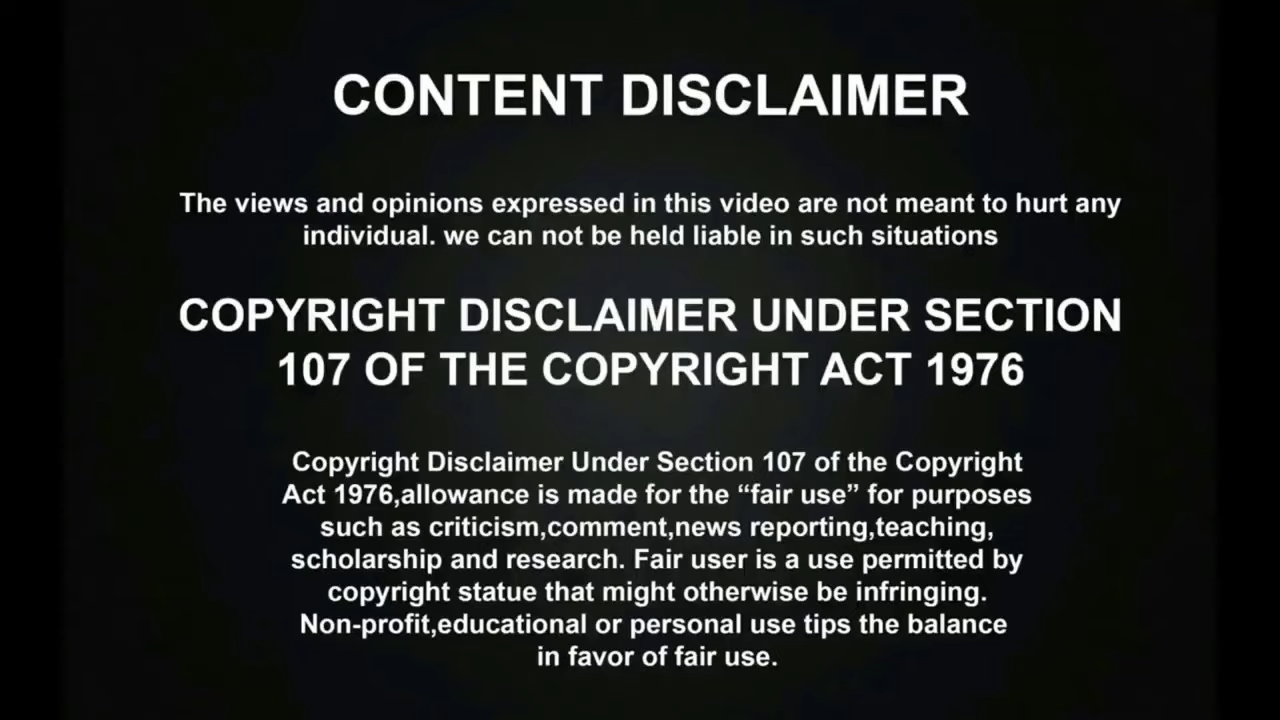 CONTENT DISCLAIMER
The views and opinions expressed in this video are not meant to hurt any
individual. we can not be held liable in such situations
COPYRIGHT DISCLAIMER UNDER SECTION
107 OF THE COPYRIGHT ACT 1976
Copyright Disclaimer Under Section 107 of the Copyright
Act 1976,allowance is made for the “fair use” for purposes
such as criticism,comment,news reporting,teaching,
scholarship and research. Fair user is a use permitted by
copyright statue that might otherwise be infringing.
Non-profit,educational or personal use tips the balance
in favor of fair use.